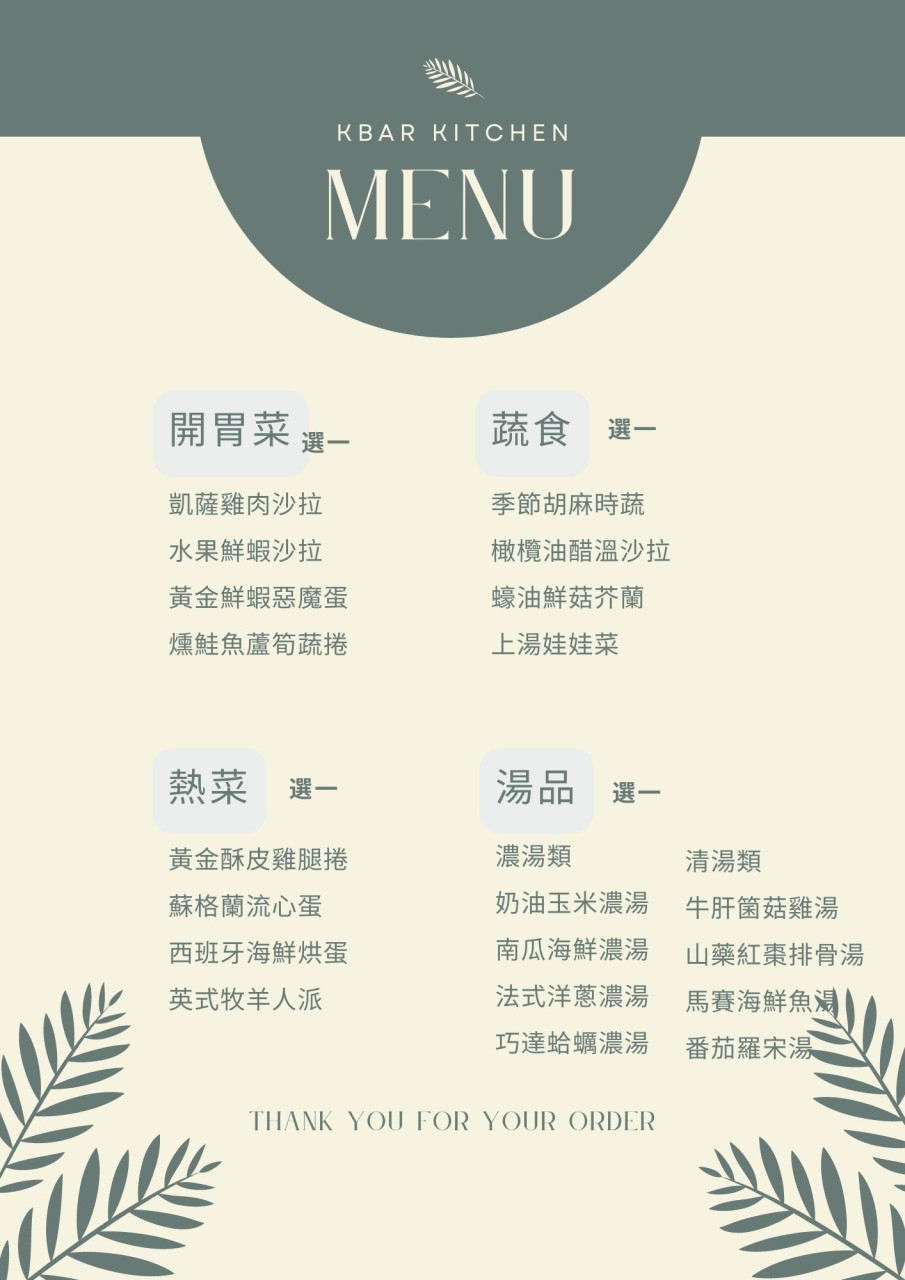 KBAR KITCHEN
MENU
開胃菜 選一
凱薩雞肉沙拉
水果鮮蝦沙拉
黃金鮮蝦惡魔蛋
燻鮭魚蘆筍蔬捲
蔬食 選一
季節胡麻時蔬
橄欖油醋溫沙拉
蠔油鮮菇芥蘭
上湯娃娃菜
熱菜 選一
黃金酥皮雞腿捲
蘇格蘭流心蛋
西班牙海鮮烘蛋
英式牧羊人派
湯品 選一
濃湯類
奶油玉米濃湯
南瓜海鮮濃湯
法式洋蔥濃湯
巧達蛤蠣濃湯
清湯類
牛肝菌菇雞湯
山藥紅棗排骨湯
馬賽海鮮魚湯
番茄羅宋湯
THANK YOU FOR YOUR ORDER